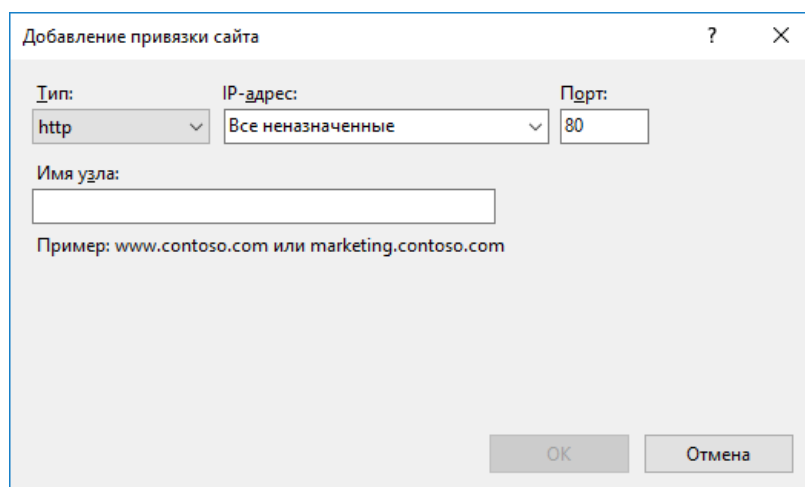 Добавление привязки сайта ?
Тип: IP-адрес: Порт:
http Все неназначенные 80
Имя узла:
Пример: www.contoso.com или marketing.contoso.com
OK Отмена